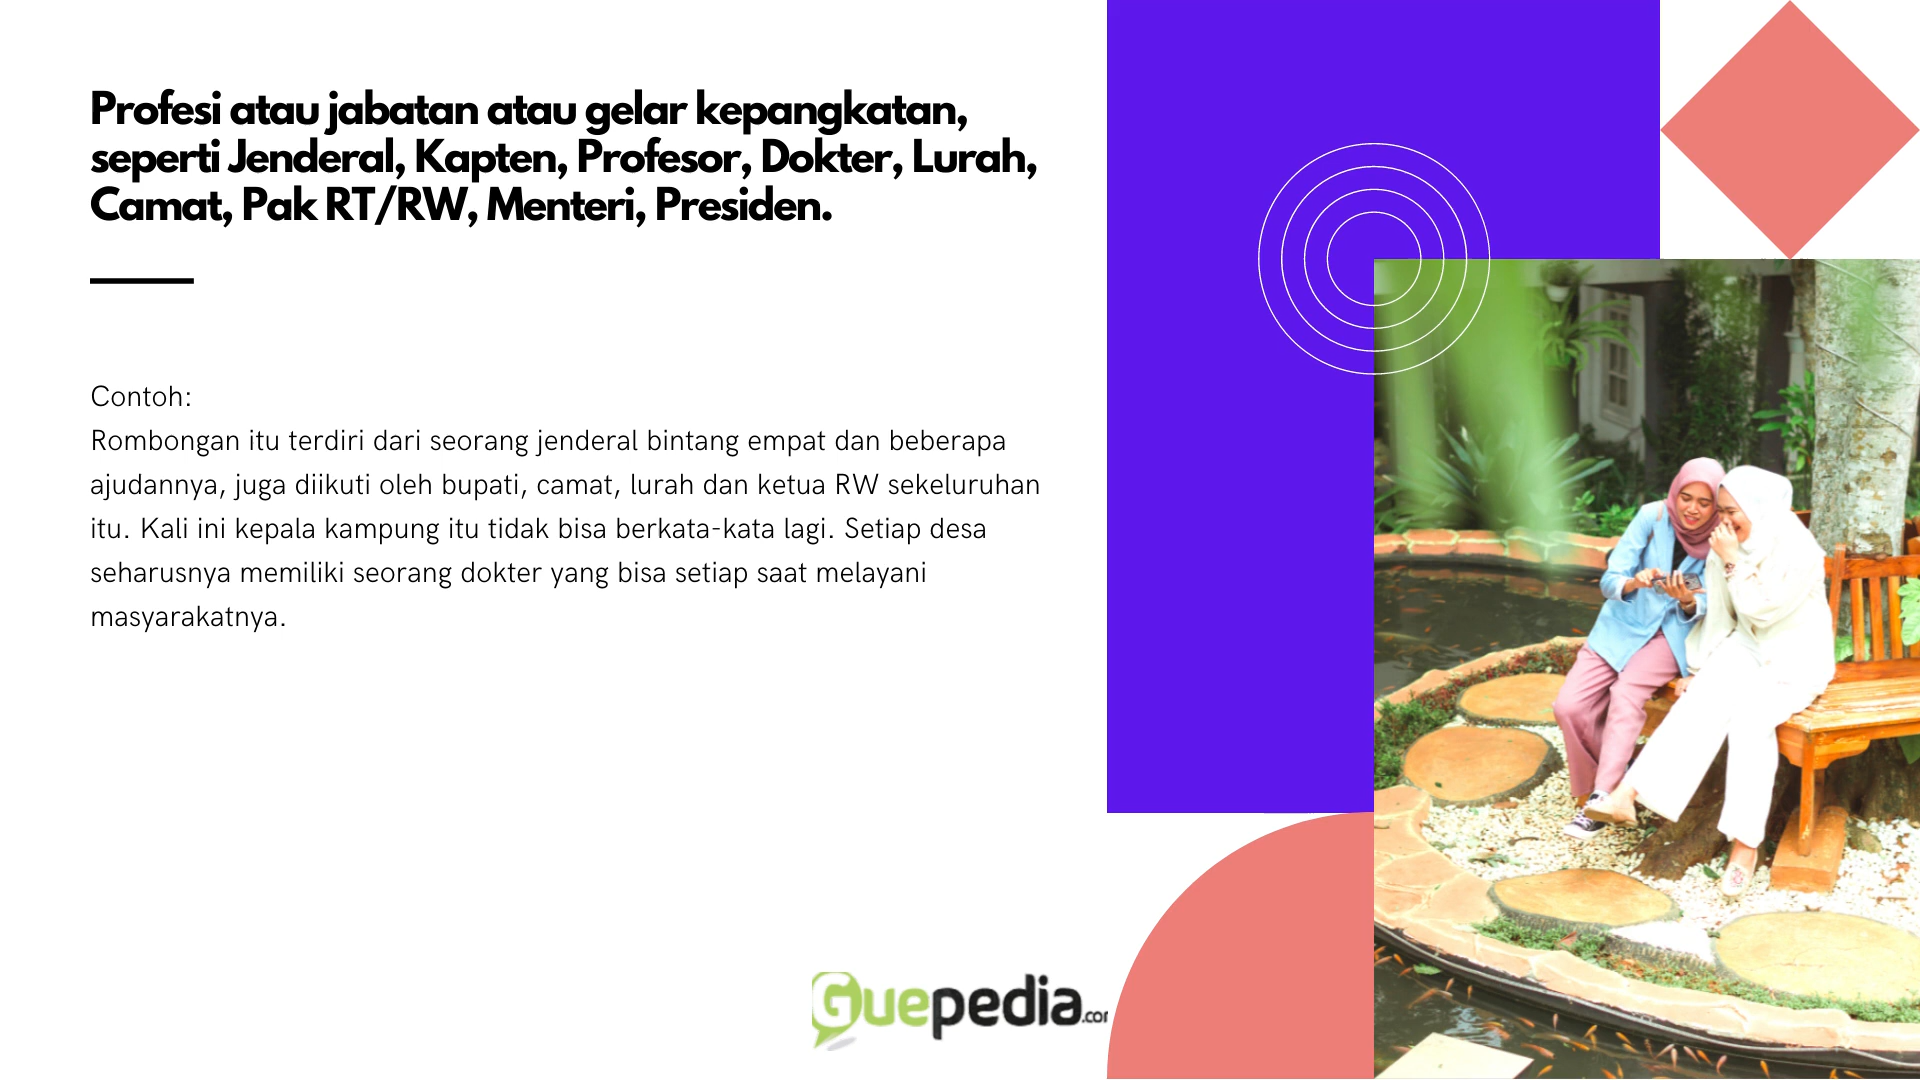 Profesi atau jabatan atau gelar kepangkatan,
seperti Jenderal, Kapten, Profesor, Dokter, Lurah,
Camat, Pak RT/RW, Menteri, Presiden.
Contoh:
Rombongan itu terdiri dari seorang jenderal bintang empat dan beberapa
ajudannya, juga diikuti oleh bupati, camat, lurah dan ketua RW sekeluruhan
itu. Kali ini kepala kampung itu tidak bisa berkata-kata lagi. Setiap desa
seharusnya memiliki seorang dokter yang bisa setiap saat melayani
masyarakatnya.
Guepedia.com